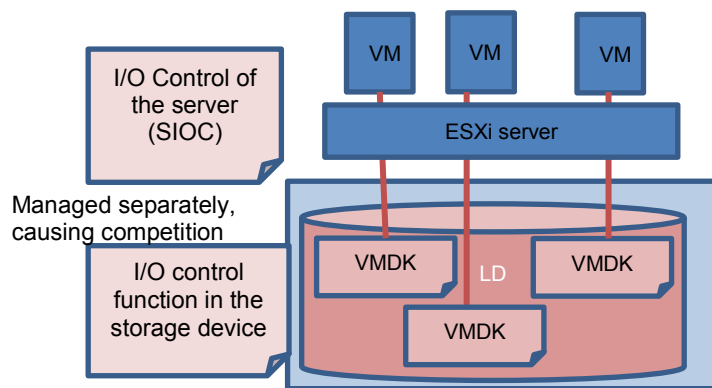 I/O Control of
the server
(SIOC)
VM
VM
VM
ESXi server
Managed separately,
causing competition
I/O control
function in the
storage device
VMDK
LD
VMDK
VMDK